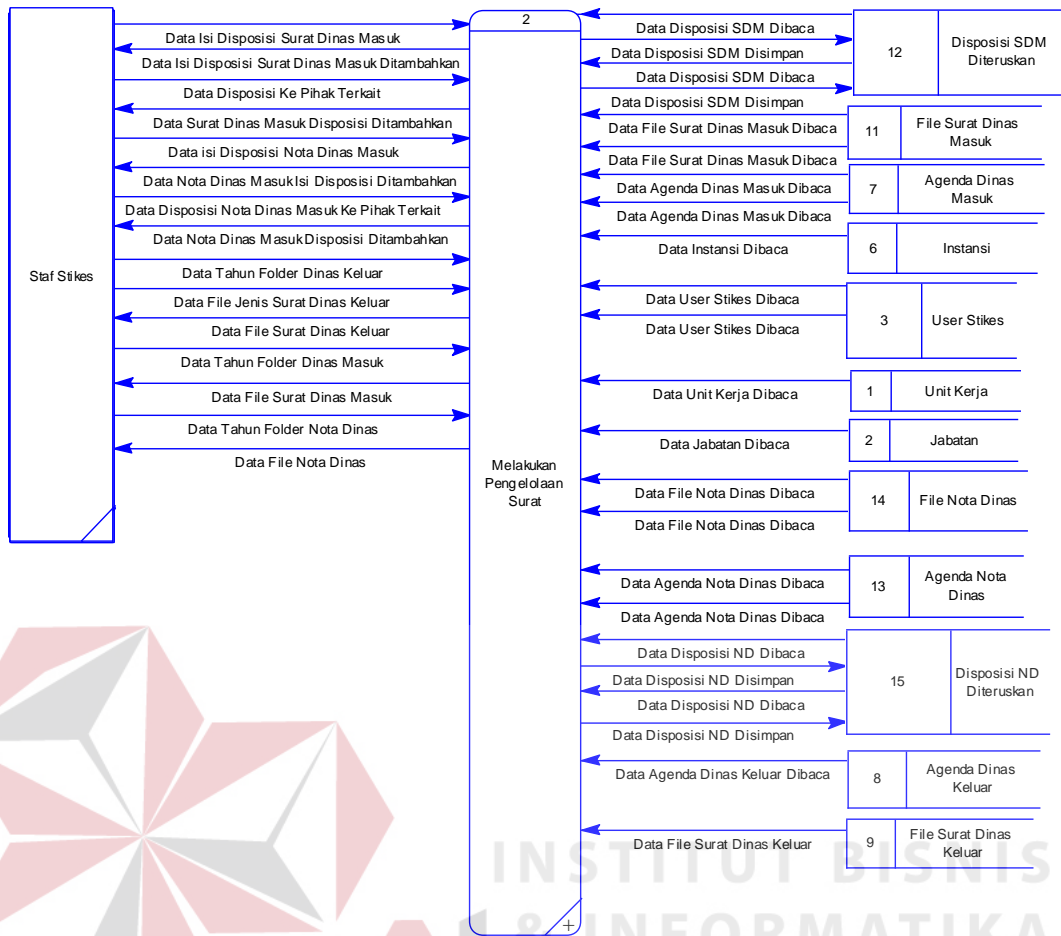 Staf Stikes
Data Isi Disposisi Surat Dinas Masuk
Data Isi Disposisi Surat Dinas Masuk Ditambahkan
Data Disposisi Ke Pihak Terkait
Data Surat Dinas Masuk Disposisi Ditambahkan
Data isi Disposisi Nota Dinas Masuk
Data Nota Dinas Masuk Isi Disposisi Ditambahkan
Data Disposisi Nota Dinas Masuk Ke Pihak Terkait
Data Nota Dinas Masuk Disposisi Ditambahkan
Data Tahun Folder Dinas Keluar
Data File Jenis Surat Dinas Keluar
Data File Surat Dinas Keluar
Data Tahun Folder Dinas Masuk
Data File Surat Dinas Masuk
Data Tahun Folder Nota Dinas
Data File Nota Dinas
2
Melakukan
Pengelolaan
Surat
+
Data Disposisi SDM Dibaca
Data Disposisi SDM Disimpan
Data Disposisi SDM Dibaca
Data Disposisi SDM Disimpan
Data File Surat Dinas Masuk Dibaca
Data File Surat Dinas Masuk Dibaca
Data Agenda Dinas Masuk Dibaca
Data Agenda Dinas Masuk Dibaca
Data Instansi Dibaca
Data User Stikes Dibaca
Data User Stikes Dibaca
Data Unit Kerja Dibaca
Data Jabatan Dibaca
Data File Nota Dinas Dibaca
Data File Nota Dinas Dibaca
Data Agenda Nota Dinas Dibaca
Data Agenda Nota Dinas Dibaca
Data Disposisi ND Dibaca
Data Disposisi ND Disimpan
Data Disposisi ND Dibaca
Data Disposisi ND Disimpan
Data Agenda Dinas Keluar Dibaca
Data File Surat Dinas Keluar
12
Disposisi SDM
Diteruskan
11
File Surat Dinas
Masuk
7
Agenda Dinas
Masuk
6
Instansi
3
User Stikes
1
Unit Kerja
2
Jabatan
14
File Nota Dinas
13
Agenda Nota
Dinas
15
Disposisi ND
Diteruskan
8
Agenda Dinas
Keluar
9
File Surat Dinas
Keluar
INSTITUT BISNIS
& INFORMATIKA